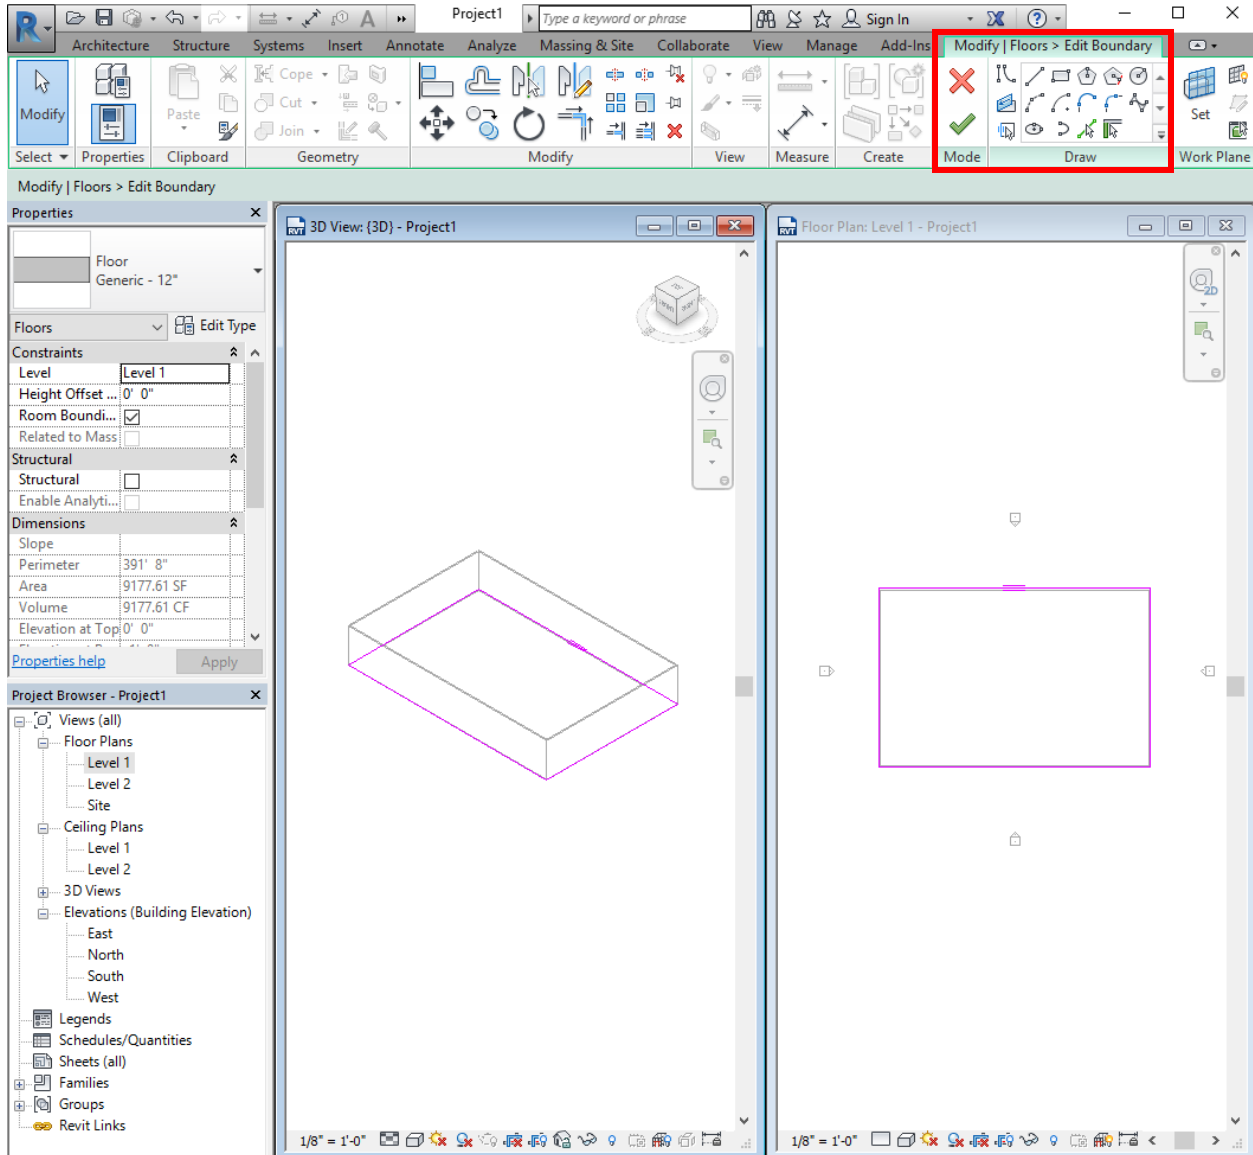 Project1
Type a keyword or phrase
Sign In
Architecture Structure Systems Insert Annotate Analyze Massing & Site Collaborate View Manage Add-Ins Modify | Floors > Edit Boundary
Modify
Paste
Cope
Cut
Join
Set
Select Properties Clipboard Geometry Modify View Measure Create Mode Draw Work Plane
Modify | Floors > Edit Boundary
Properties
Floor
Generic - 12"
Floors
Edit Type
Constraints
Level Level 1
Height Offset ... 0' 0"
Room Boundi...
Related to Mass
Structural
Structural
Enable Analyti...
Dimensions
Slope
Perimeter 391' 8"
Area 9177.61 SF
Volume 9177.61 CF
Elevation at Top 0' 0"
Properties help
Apply
Project Browser - Project1
Views (all)
Floor Plans
Level 1
Level 2
Site
Ceiling Plans
Level 1
Level 2
3D Views
Elevations (Building Elevation)
East
North
South
West
Legends
Schedules/Quantities
Sheets (all)
Families
Groups
Revit Links
3D View: {3D} - Project1
1/8" = 1'-0"
Floor Plan: Level 1 - Project1
2D
1/8" = 1'-0"